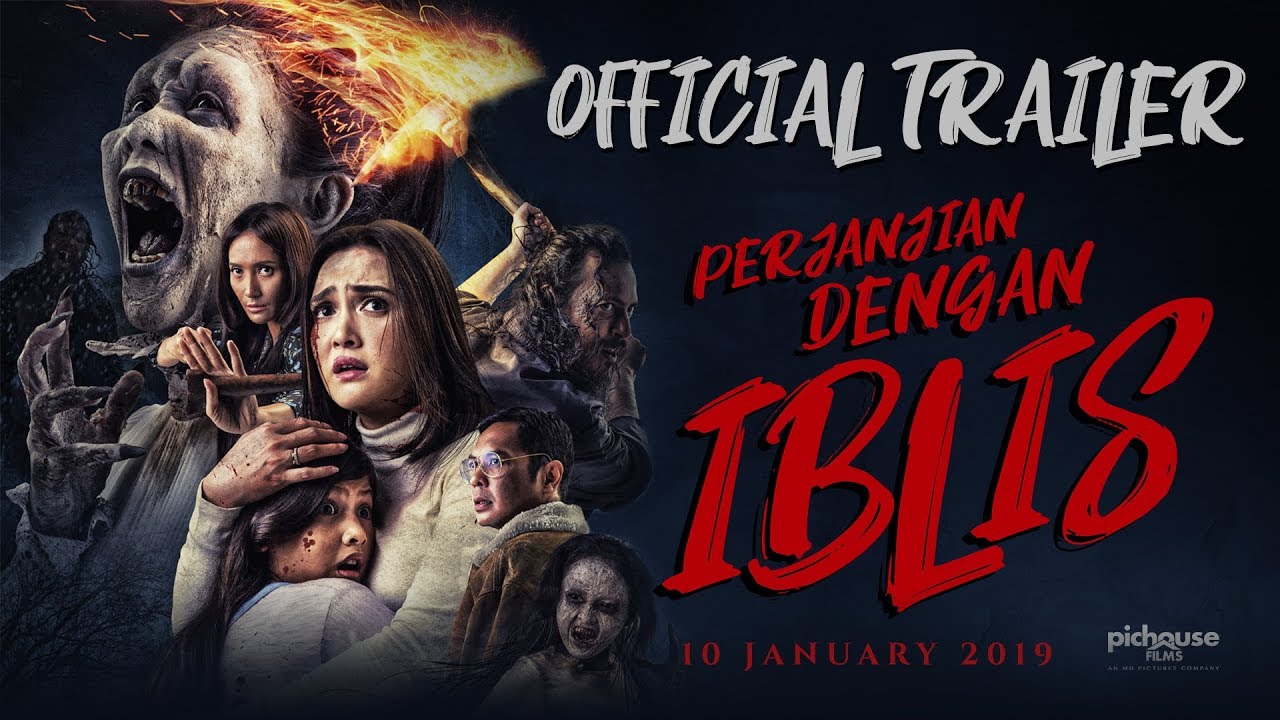 OFFICIAL TRAILER
PERJANJIAN
DENGAN
IBLIS
10 JANUARY 2019
pichouse
FILMS
AN MD PICTURES COMPANY